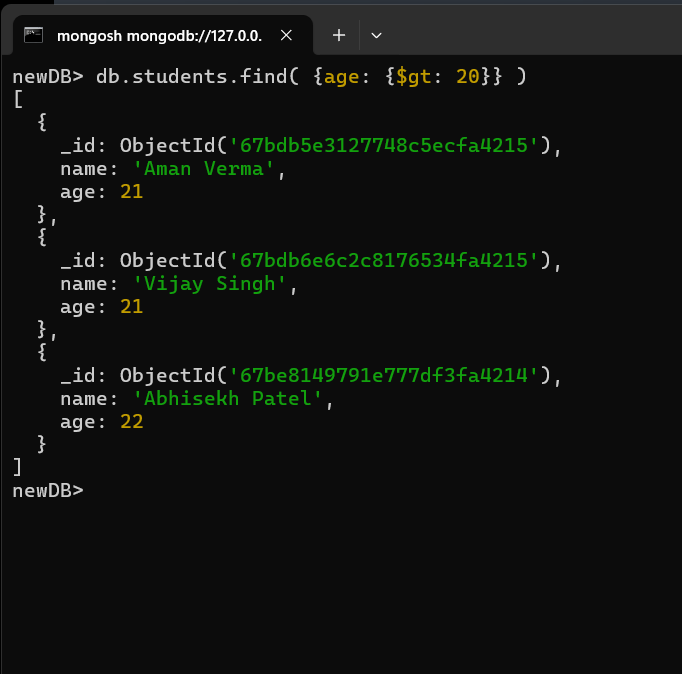 mongosh mongodb://127.0.0.
newDB> db.students.find( {age: {$gt: 20}} )
[
  {
    _id: ObjectId('67bdb5e3127748c5ecfa4215'),
    name: 'Aman Verma',
    age: 21
  },
  {
    _id: ObjectId('67bdb6e6c2c8176534fa4215'),
    name: 'Vijay Singh',
    age: 21
  },
  {
    _id: ObjectId('67be8149791e777df3fa4214'),
    name: 'Abhisekh Patel',
    age: 22
  }
]
newDB>